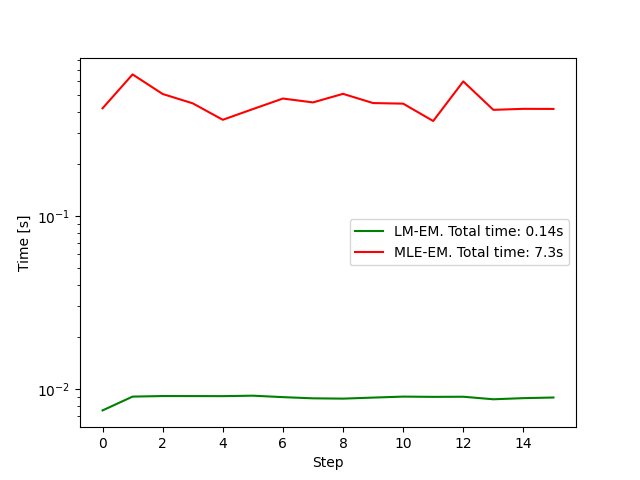 10⁻¹
10⁻²
Time [s]
LM-EM. Total time: 0.14s
MLE-EM. Total time: 7.3s
0 2 4 6 8 10 12 14
Step